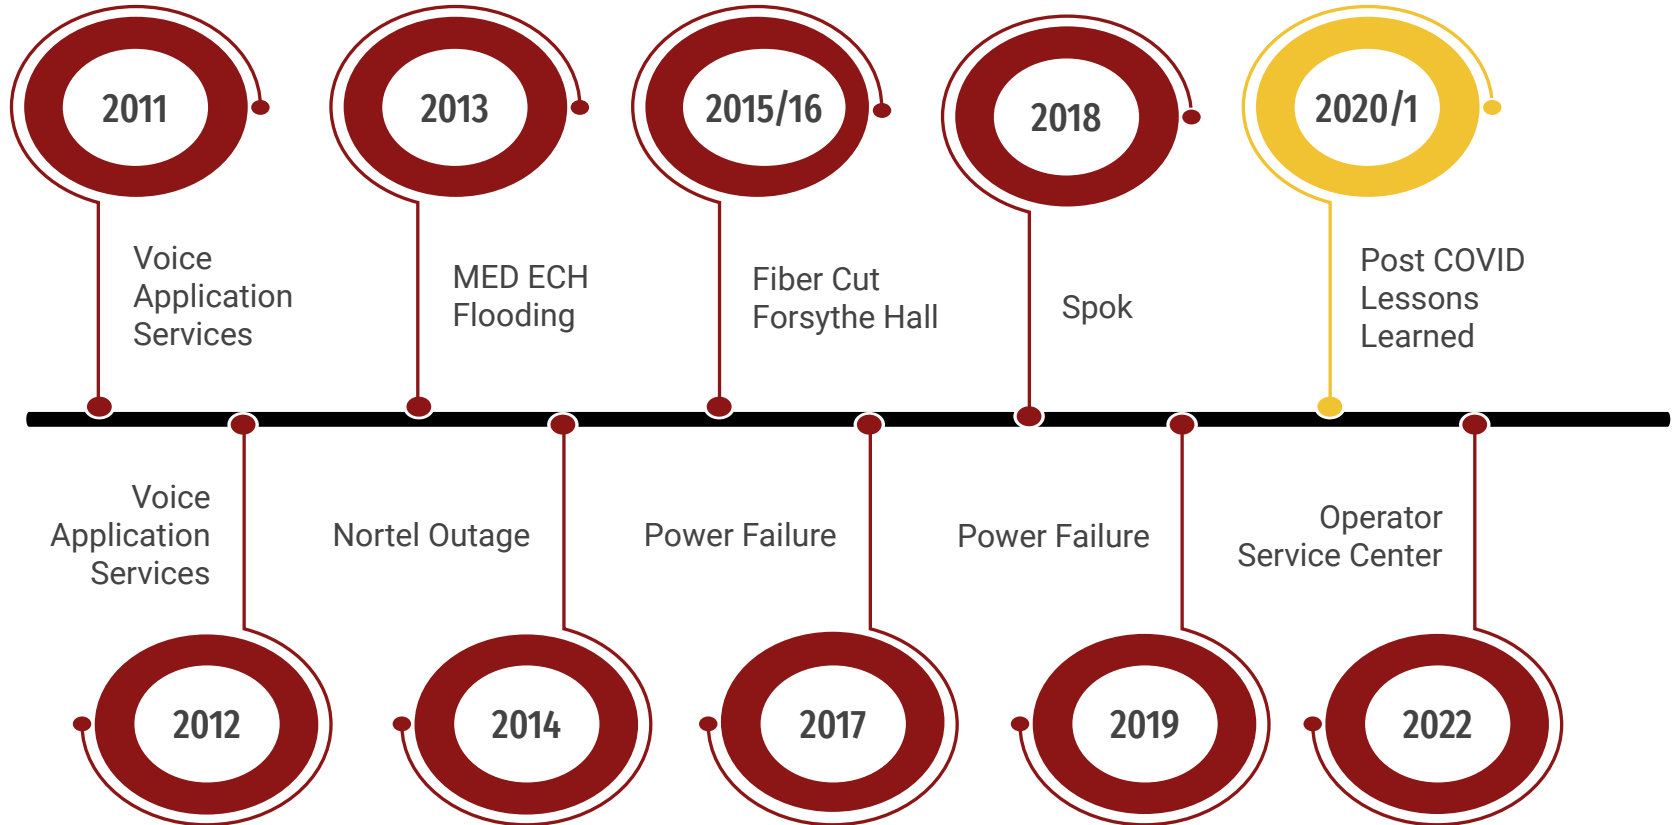 2011
2013
2015/16
2018
2020/1
Voice
Application
Services
MED ECH
Flooding
Fiber Cut
Forsythe Hall
Spok
Post COVID
Lessons
Learned
Voice
Application
Services
Nortel Outage
Power Failure
Power Failure
Operator
Service Center
2012
2014
2017
2019
2022